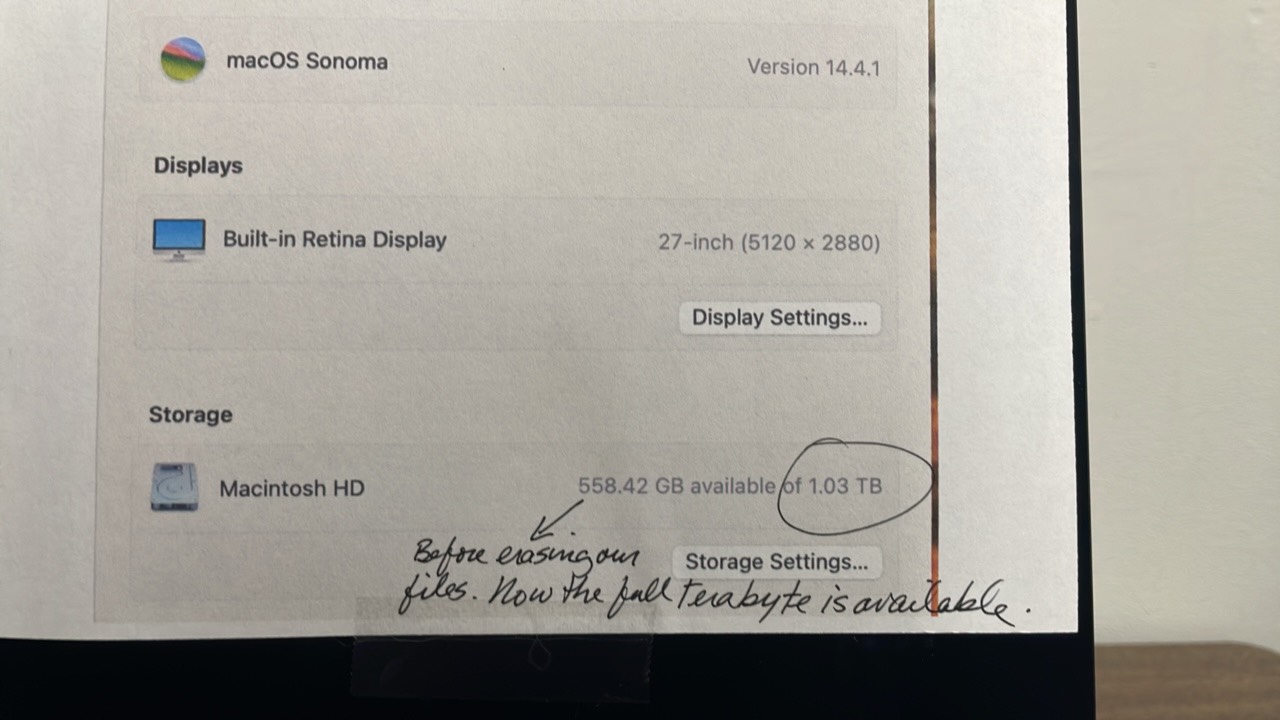 macOS Sonoma Version 14.4.1
Displays
Built-in Retina Display 27-inch (5120 × 2880)
Display Settings...
Storage
Macintosh HD 558.42 GB available of 1.03 TB
Before erasing our
Storage Settings...
files. Now the full Terabyte is available.